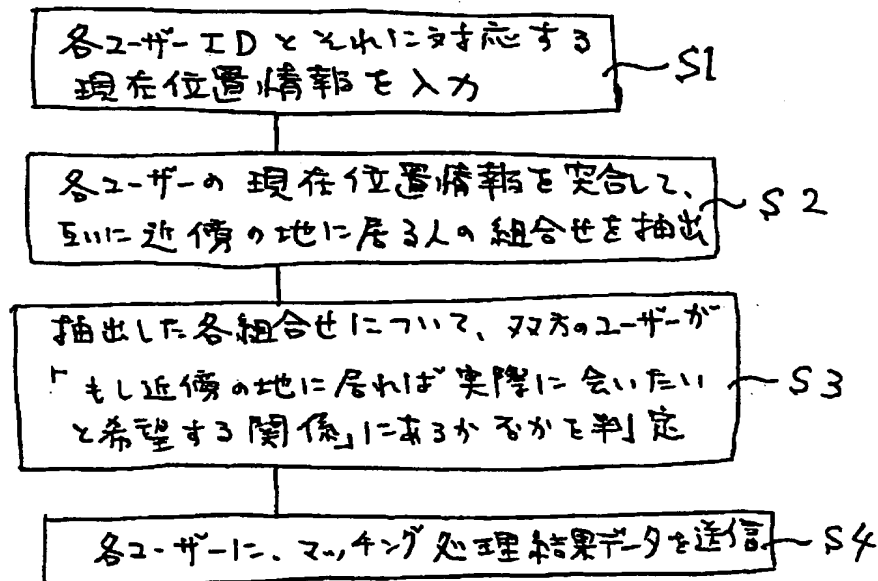 各ユーザーIDとそれに対応する
現在位置情報を入力
S1
各ユーザーの現在位置情報を突合して、
互いに近傍の地に居る人の組合せを抽出
S2
抽出した各組合せについて、双方のユーザーが
「もし近傍の地に居れば実際に会いたい
と希望する関係」にあるか否かを判定
S3
各ユーザーに、マッチング処理結果データを送信
S4